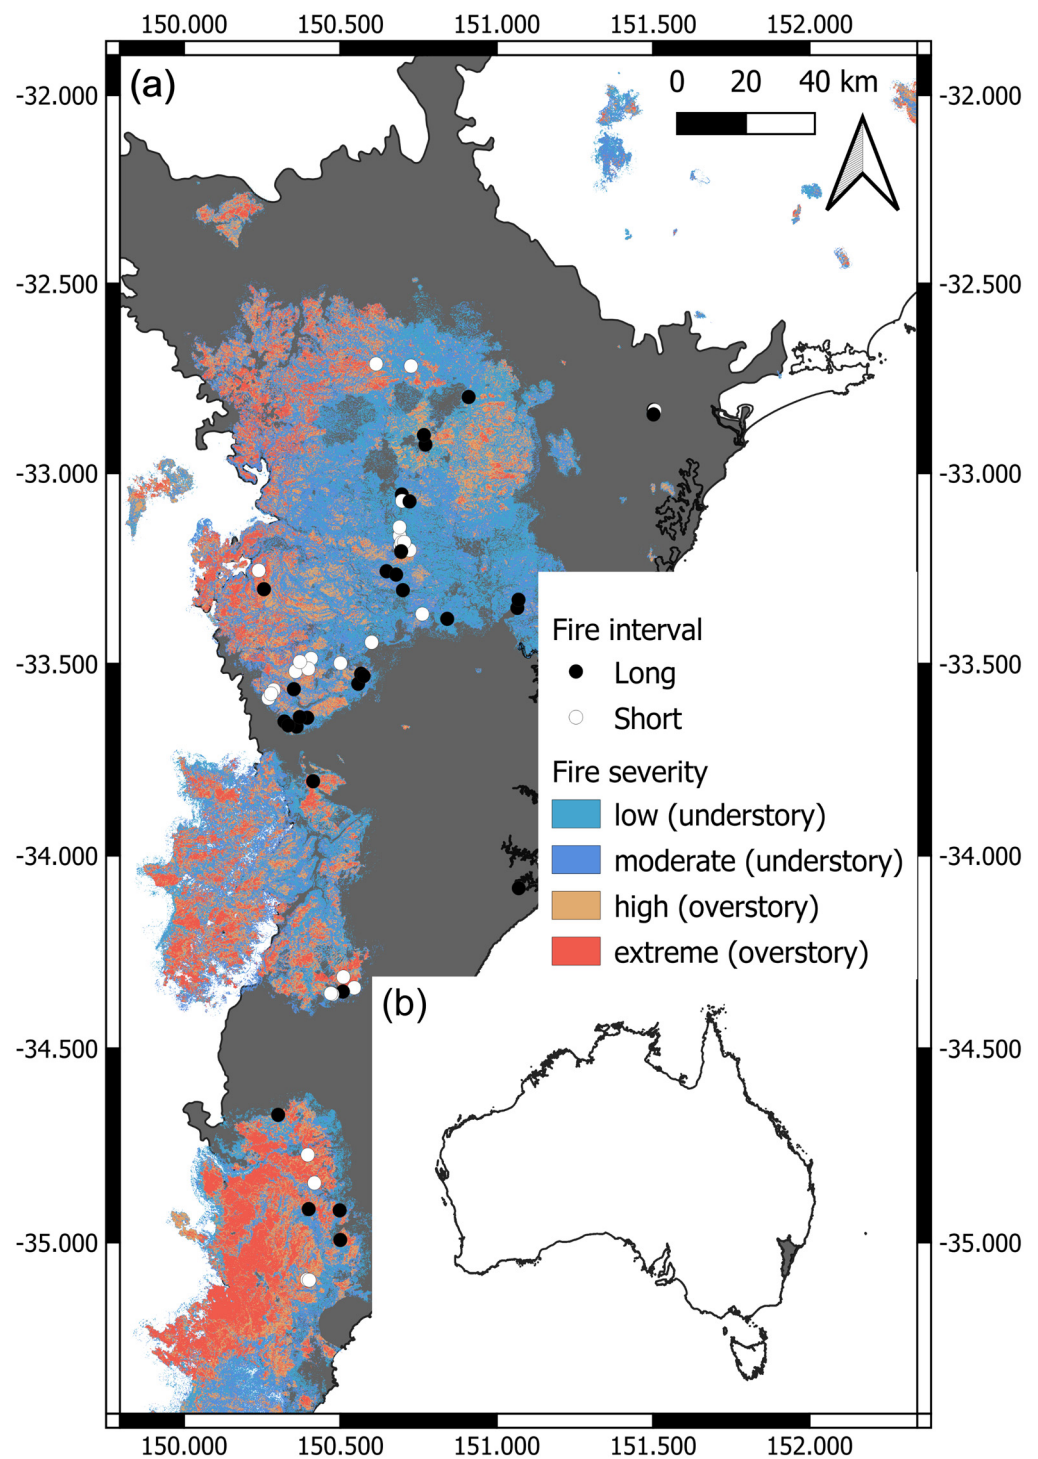 150.000 150.500 151.000 151.500 152.000
(a)
0 20 40 km
-32.000 -32.000
-32.500 -32.500
-33.000 -33.000
-33.500 -33.500
Fire interval
Long
Short
Fire severity
low (understory)
moderate (understory)
-34.000 -34.000
high (overstory)
extreme (overstory)
(b)
-34.500 -34.500
-35.000 -35.000
150.000 150.500 151.000 151.500 152.000